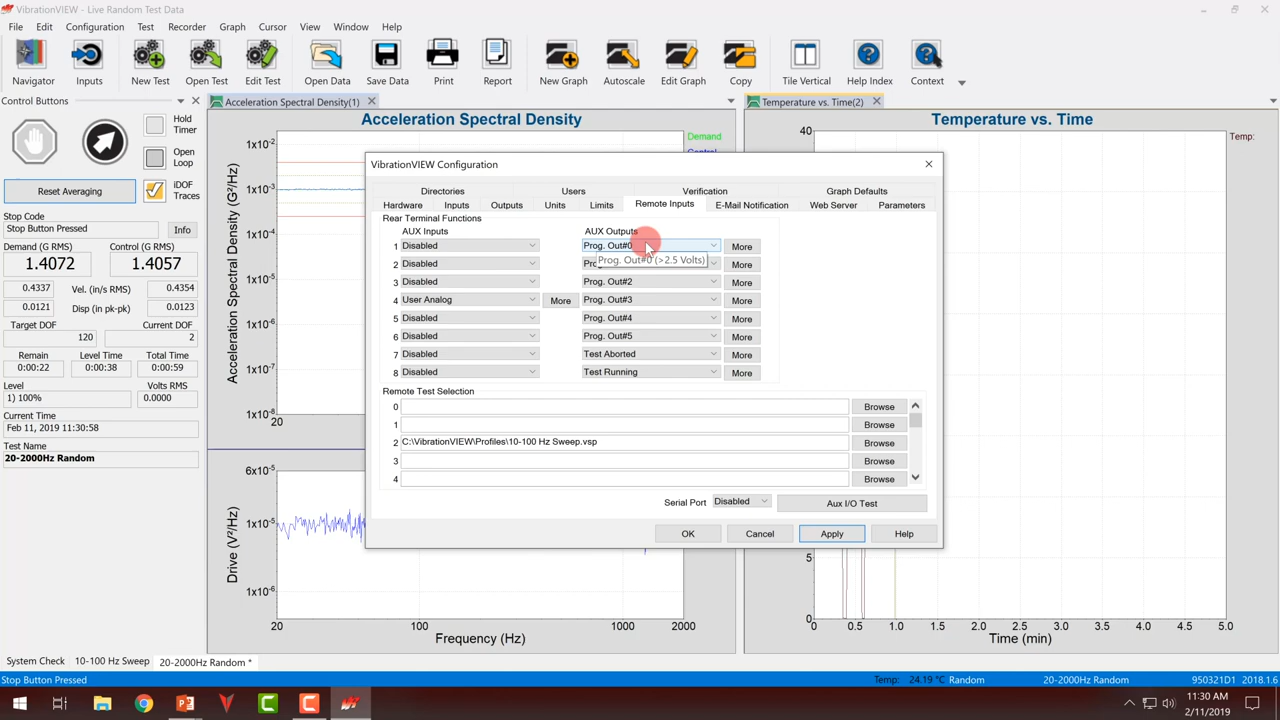 VibrationVIEW - Live Random Test Data
File Edit Configuration Test Recorder Graph Cursor View Window Help
Navigator Inputs New Test Open Test Edit Test Open Data Save Data Print Report New Graph Autoscale Edit Graph Copy Tile Vertical Help Index Context
Control Buttons
Hold Timer
Open Loop
Reset Averaging
iDOF Traces
Stop Code
Stop Button Pressed Info
Demand (G RMS) Control (G RMS)
1.4072 1.4057
0.4337 Vel. (in/s RMS) 0.4354
0.0121 Disp (in pk-pk) 0.0123
Target DOF Current DOF
120 2
Remain Level Time Total Time
0:00:22 0:00:38 0:00:59
Level Volts RMS
1) 100% 0.0000
Current Time
Feb 11, 2019 11:30:58
Test Name
20-2000Hz Random
Acceleration Spectral Density(1)
Acceleration Spectral Density
Demand
Acceleration Spectral Density (G²/Hz)
1x10⁻²
1x10⁻³
1x10⁻⁴
1x10⁻⁵
1x10⁻⁶
1x10⁻⁷
1x10⁻⁸
20
Drive (V²/Hz)
6x10⁻⁵
1x10⁻⁵
1x10⁻⁶
20 100 1000 2000
Frequency (Hz)
Temperature vs. Time(2)
Temperature vs. Time
Temp:
40
5
0
0 0.5 1.0 1.5 2.0 2.5 3.0 3.5 4.0 4.5 5.0
Time (min)
VibrationVIEW Configuration
Directories Users Verification Graph Defaults
Hardware Inputs Outputs Units Limits Remote Inputs E-Mail Notification Web Server Parameters
Rear Terminal Functions
AUX Inputs AUX Outputs
1 Disabled Prog. Out#0 More
Prog. Out#0 (>2.5 Volts)
2 Disabled More
3 Disabled Prog. Out#2 More
4 User Analog More Prog. Out#3 More
5 Disabled Prog. Out#4 More
6 Disabled Prog. Out#5 More
7 Disabled Test Aborted More
8 Disabled Test Running More
Remote Test Selection
0 Browse
1 Browse
2 C:\VibrationVIEW\Profiles\10-100 Hz Sweep.vsp Browse
3 Browse
4 Browse
Serial Port Disabled Aux I/O Test
OK Cancel Apply Help
System Check 10-100 Hz Sweep 20-2000Hz Random *
Stop Button Pressed Temp: 24.19 °C Random 20-2000Hz Random 950321D1 2018.1.6
11:30 AM
2/11/2019